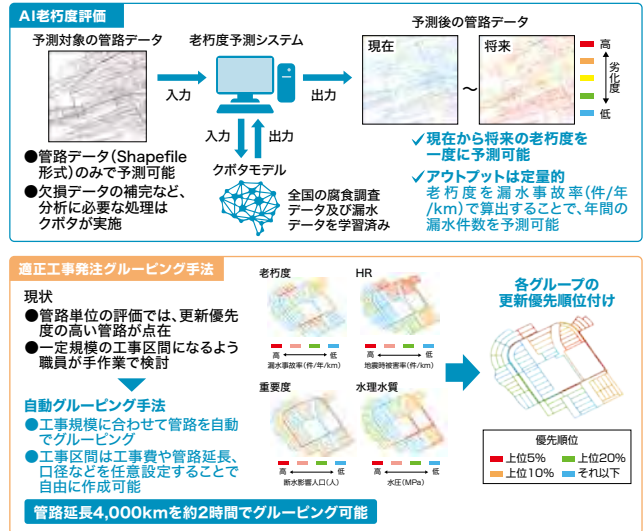 AI老朽度評価
予測対象の管路データ
老朽度予測システム
予測後の管路データ
現在
将来
高
劣化度
低
入力
出力
～
入力
出力
クボタモデル
全国の腐食調査
データ及び漏水
データを学習済み
●管路データ(Shapefile
形式)のみで予測可能
●欠損データの補完など、
分析に必要な処理は
クボタが実施
✓現在から将来の老朽度を
一度に予測可能
✓アウトプットは定量的
老朽度を漏水事故率(件/年
/km)で算出することで、年間の
漏水件数を予測可能
適正工事発注グルーピング手法
現状
●管路単位の評価では、更新優先
度の高い管路が点在
●一定規模の工事区間になるよう
職員が手作業で検討
自動グルーピング手法
●工事規模に合わせて管路を自動
でグルーピング
●工事区間は工事費や管路延長、
口径などを任意設定することで
自由に作成可能
管路延長4,000kmを約2時間でグルーピング可能
老朽度
高 低
漏水事故率(件/年/km)
HR
高 低
地震時被害率(件/km)
重要度
高 低
断水影響人口(人)
水理水質
高 低
水圧(MPa)
各グループの
更新優先順位付け
優先順位
上位5% 上位20%
上位10% それ以下